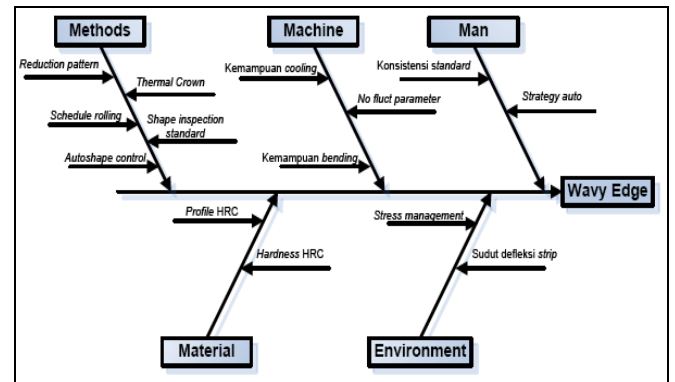 Methods
Machine
Man
Reduction pattern
Thermal Crown
Schedule rolling
Shape inspection
standard
Autoshape control
Kemampuan cooling
No fluct parameter
Kemampuan bending
Konsistensi standard
Strategy auto
Wavy Edge
Profile HRC
Hardness HRC
Stress management
Sudut defleksi strip
Material
Environment